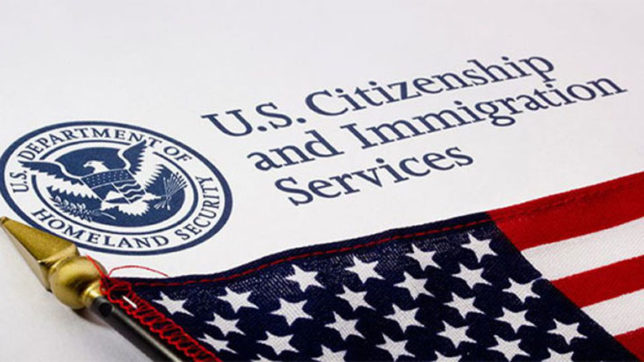 U.S. Citizenship
and Immigration
Services
U.S. DEPARTMENT OF
HOMELAND SECURITY